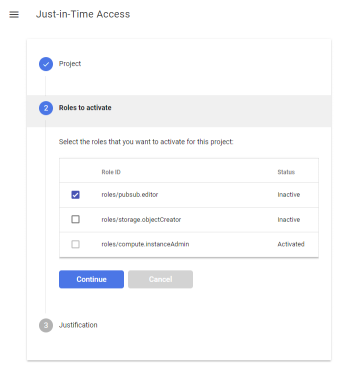 Just-in-Time Access
Project
2 Roles to activate
Select the roles that you want to activate for this project:
Role ID Status
roles/pubsub.editor Inactive
roles/storage.objectCreator Inactive
roles/compute.instanceAdmin Activated
Continue Cancel
3 Justification